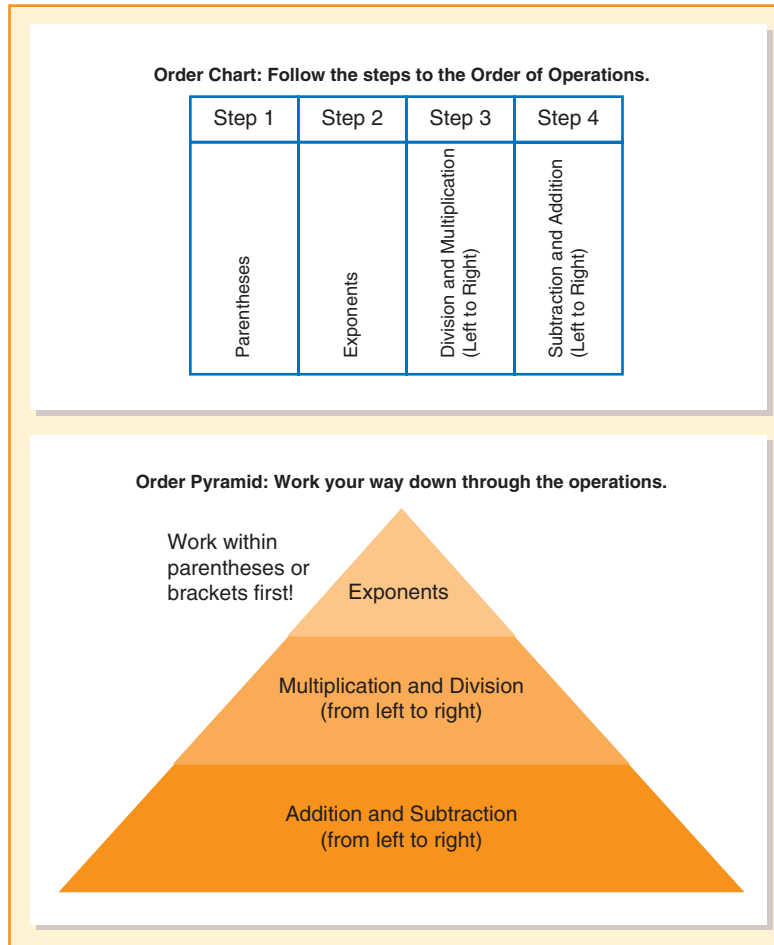 Order Chart: Follow the steps to the Order of Operations.
Step 1
Step 2
Step 3
Step 4
Parentheses
Exponents
Division and Multiplication
(Left to Right)
Subtraction and Addition
(Left to Right)
Order Pyramid: Work your way down through the operations.
Work within
parentheses or
brackets first!
Exponents
Multiplication and Division
(from left to right)
Addition and Subtraction
(from left to right)